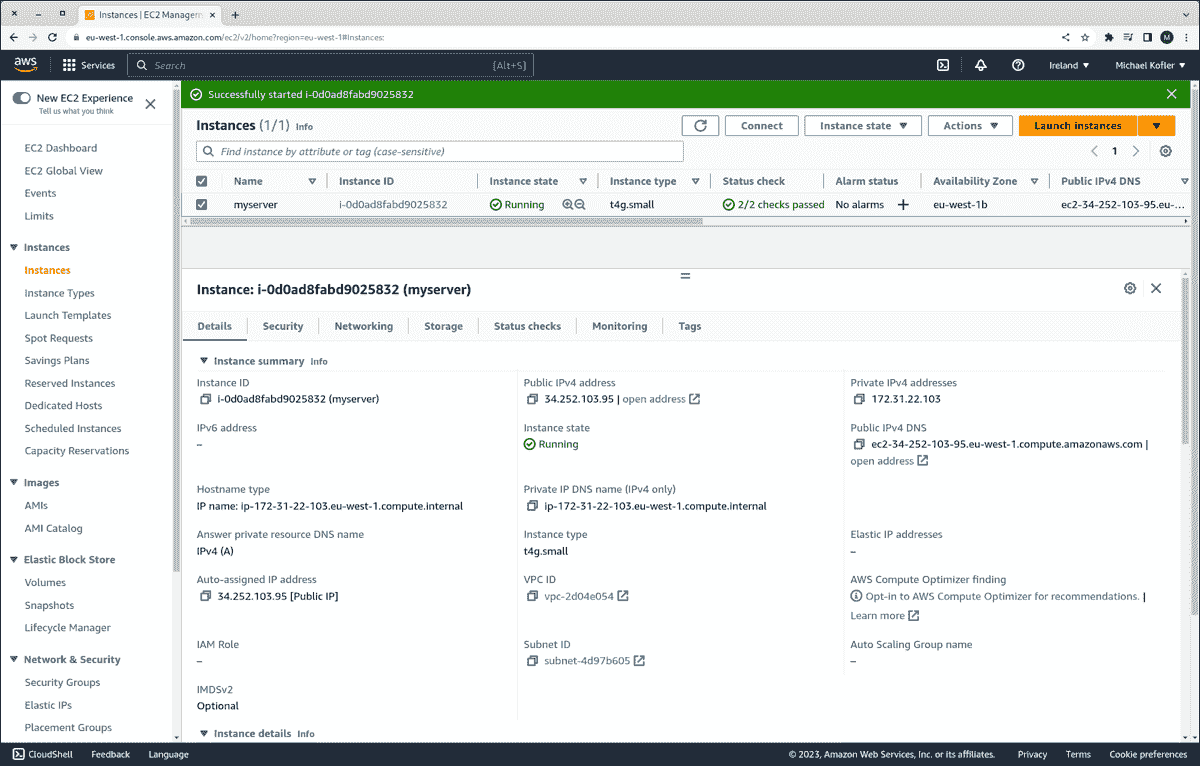 Instances | EC2 Managem
eu-west-1.console.aws.amazon.com/ec2/v2/home?region=eu-west-1#Instances:
M
aws
Services
Search
[Alt+S]
Ireland
Michael Kofler
New EC2 Experience
Tell us what you think
EC2 Dashboard
EC2 Global View
Events
Limits
Instances
Instances
Instance Types
Launch Templates
Spot Requests
Savings Plans
Reserved Instances
Dedicated Hosts
Scheduled Instances
Capacity Reservations
Images
AMIs
AMI Catalog
Elastic Block Store
Volumes
Snapshots
Lifecycle Manager
Network & Security
Security Groups
Elastic IPs
Placement Groups
Successfully started i-0d0ad8fabd9025832
Instances (1/1) Info
Connect
Instance state
Actions
Launch instances
Find instance by attribute or tag (case-sensitive)
1
Name Instance ID Instance state Instance type Status check Alarm status Availability Zone Public IPv4 DNS
myserver i-0d0ad8fabd9025832 Running t4g.small 2/2 checks passed No alarms + eu-west-1b ec2-34-252-103-95.eu-...
Instance: i-0d0ad8fabd9025832 (myserver)
Details Security Networking Storage Status checks Monitoring Tags
Instance summary Info
Instance ID
i-0d0ad8fabd9025832 (myserver)
Public IPv4 address
34.252.103.95 | open address
Private IPv4 addresses
172.31.22.103
IPv6 address
–
Instance state
Running
Public IPv4 DNS
ec2-34-252-103-95.eu-west-1.compute.amazonaws.com |
open address
Hostname type
IP name: ip-172-31-22-103.eu-west-1.compute.internal
Private IP DNS name (IPv4 only)
ip-172-31-22-103.eu-west-1.compute.internal
Answer private resource DNS name
IPv4 (A)
Instance type
t4g.small
Elastic IP addresses
–
Auto-assigned IP address
34.252.103.95 [Public IP]
VPC ID
vpc-2d04e054
AWS Compute Optimizer finding
Opt-in to AWS Compute Optimizer for recommendations. |
Learn more
IAM Role
–
Subnet ID
subnet-4d97b605
Auto Scaling Group name
–
IMDSv2
Optional
Instance details Info
CloudShell Feedback Language
© 2023, Amazon Web Services, Inc. or its affiliates. Privacy Terms Cookie preferences